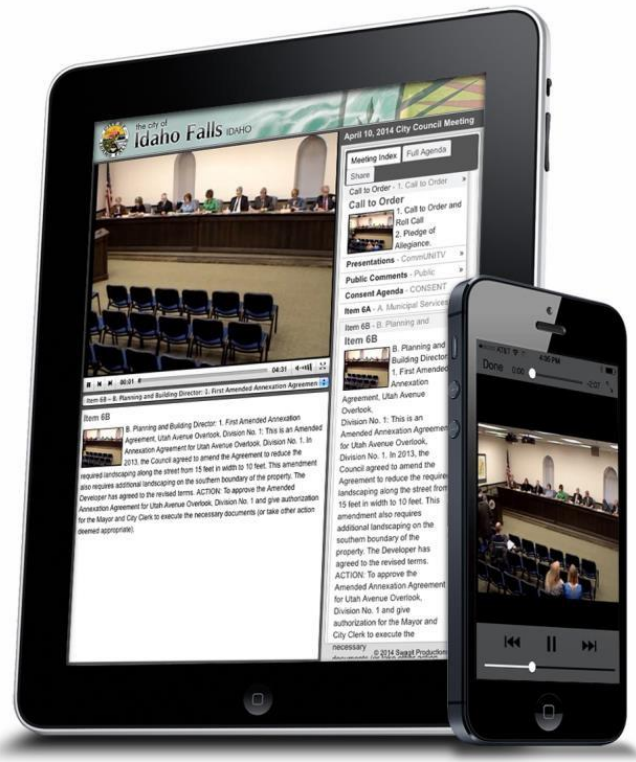 the city of
Idaho Falls IDAHO
April 10, 2014 City Council Meeting
Meeting Index
Full Agenda
Share
Call to Order - 1. Call to Order
Call to Order
1. Call to Order and
Roll Call
2. Pledge of
Allegiance.
Presentations - CommUNITY
Public Comments - Public
Consent Agenda - CONSENT
Item 6A - A. Municipal Services
Item 6B - B. Planning and
Item 6B
B. Planning and
Building Director:
1. First Amended
Annexation
Agreement, Utah Avenue
Overlook,
Division No. 1: This is an
Amended Annexation Agreement
for Utah Avenue Overlook,
Division No. 1. In 2013, the
Council agreed to amend the
Agreement to reduce the required
landscaping along the street from
15 feet in width to 10 feet. This
amendment also requires
additional landscaping on the
southern boundary of the
property. The Developer has
agreed to the revised terms.
ACTION: To approve the
Amended Annexation Agreement
for Utah Avenue Overlook,
Division No. 1 and give
authorization for the Mayor and
City Clerk to execute the
necessary
© 2014 Swagit Productions
00:01
04:31
Item 6B - B. Planning and Building Director: 1. First Amended Annexation Agreemen
Item 6B
B. Planning and Building Director: 1. First Amended Annexation
Agreement, Utah Avenue Overlook, Division No. 1: This is an Amended
Annexation Agreement for Utah Avenue Overlook, Division No. 1. In
2013, the Council agreed to amend the Agreement to reduce the
required landscaping along the street from 15 feet in width to 10 feet. This amendment
also requires additional landscaping on the southern boundary of the property. The
Developer has agreed to the revised terms. ACTION: To approve the Amended
Annexation Agreement for Utah Avenue Overlook, Division No. 1 and give authorization
for the Mayor and City Clerk to execute the necessary documents (or take other action
deemed appropriate).
AT&T
4:35 PM
Done
0:06
-2:07